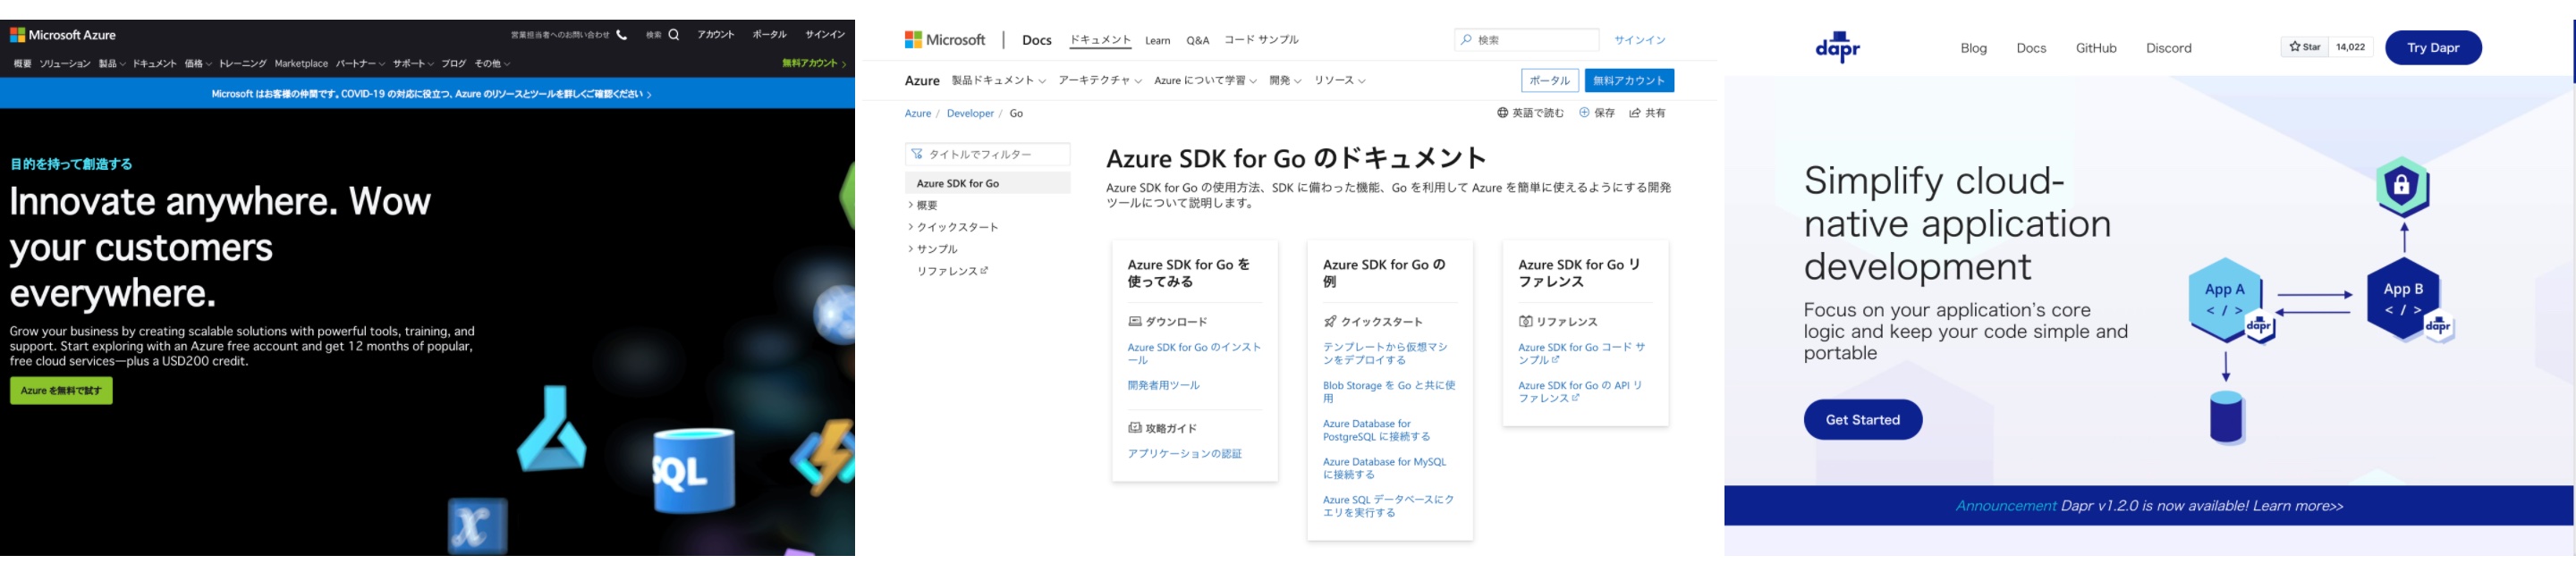 Microsoft Azure
営業担当者へのお問い合わせ 検索 アカウント ポータル サインイン
概要 ソリューション 製品 ドキュメント 価格 トレーニング Marketplace パートナー サポート ブログ その他 無料アカウント
Microsoft はお客様の仲間です。COVID-19 の対応に役立つ、Azure のリソースとツールを詳しくご確認ください
目的を持って創造する
Innovate anywhere. Wow
your customers
everywhere.
Grow your business by creating scalable solutions with powerful tools, training, and
support. Start exploring with an Azure free account and get 12 months of popular,
free cloud services—plus a USD200 credit.
Azure を無料で試す
SQL
x
Microsoft Docs ドキュメント Learn Q&A コード サンプル 検索 サインイン
Azure 製品ドキュメント アーキテクチャ Azure について学習 開発 リソース ポータル 無料アカウント
Azure / Developer / Go 英語で読む 保存 共有
タイトルでフィルター
Azure SDK for Go
概要
クイックスタート
サンプル
リファレンス
Azure SDK for Go のドキュメント
Azure SDK for Go の使用方法、SDK に備わった機能、Go を利用して Azure を簡単に使えるようにする開発
ツールについて説明します。
Azure SDK for Go を
使ってみる
ダウンロード
Azure SDK for Go のインスト
ール
開発者用ツール
攻略ガイド
アプリケーションの認証
Azure SDK for Go の
例
クイックスタート
テンプレートから仮想マシ
ンをデプロイする
Blob Storage を Go と共に使
用
Azure Database for
PostgreSQL に接続する
Azure Database for MySQL
に接続する
Azure SQL データベースにク
エリを実行する
Azure SDK for Go リ
ファレンス
リファレンス
Azure SDK for Go コード サ
ンプル
Azure SDK for Go の API リ
ファレンス
dapr Blog Docs GitHub Discord Star 14,022 Try Dapr
Simplify cloud-
native application
development
Focus on your application's core
logic and keep your code simple and
portable
Get Started
App A
< / >
dapr
App B
< / >
dapr
Announcement Dapr v1.2.0 is now available! Learn more>>